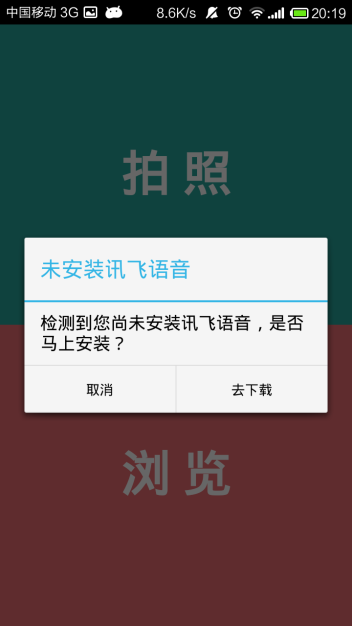 中国移动 3G 8.6K/s 20:19
拍照
未安装讯飞语音
检测到您尚未安装讯飞语音，是否
马上安装？
取消 去下载
浏览